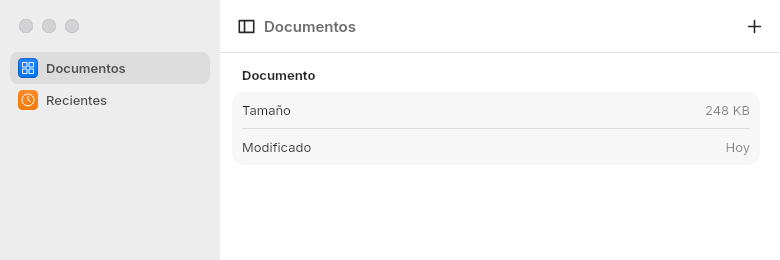 Documentos
Recientes
Documentos
Documento
Tamaño 248 KB
Modificado Hoy